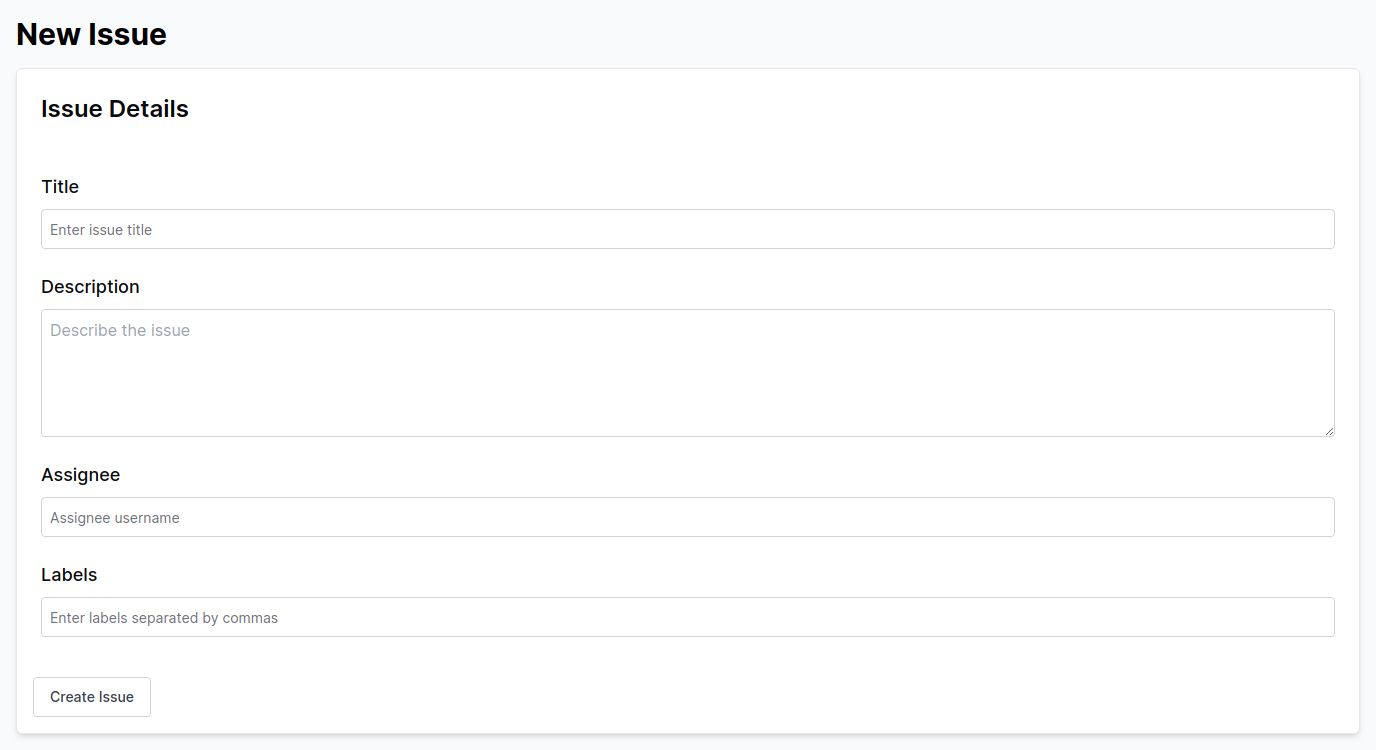 New Issue
Issue Details
Title
Enter issue title
Description
Describe the issue
Assignee
Assignee username
Labels
Enter labels separated by commas
Create Issue